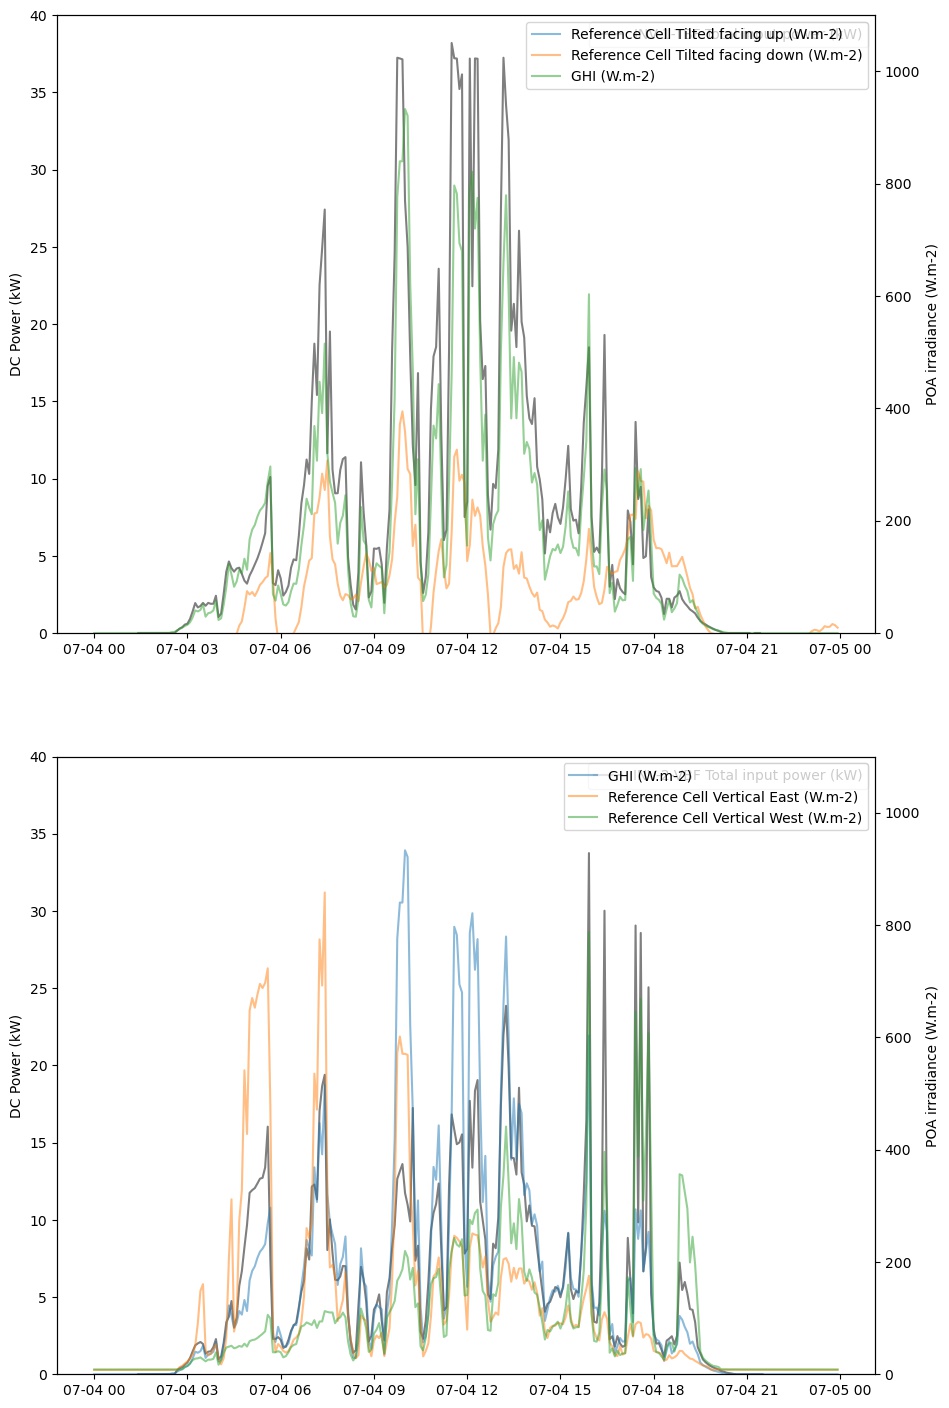 40
35
30
25
20
15
10
5
0
DC Power (kW)
Reference Cell Tilted facing up (W.m-2)
Reference Cell Tilted facing down (W.m-2)
GHI (W.m-2)
1000
800
600
400
200
0
POA irradiance (W.m-2)
07-04 00 07-04 03 07-04 06 07-04 09 07-04 12 07-04 15 07-04 18 07-04 21 07-05 00
40
35
30
25
20
15
10
5
0
DC Power (kW)
Total input power (kW)
GHI (W.m-2)
Reference Cell Vertical East (W.m-2)
Reference Cell Vertical West (W.m-2)
1000
800
600
400
200
0
POA irradiance (W.m-2)
07-04 00 07-04 03 07-04 06 07-04 09 07-04 12 07-04 15 07-04 18 07-04 21 07-05 00